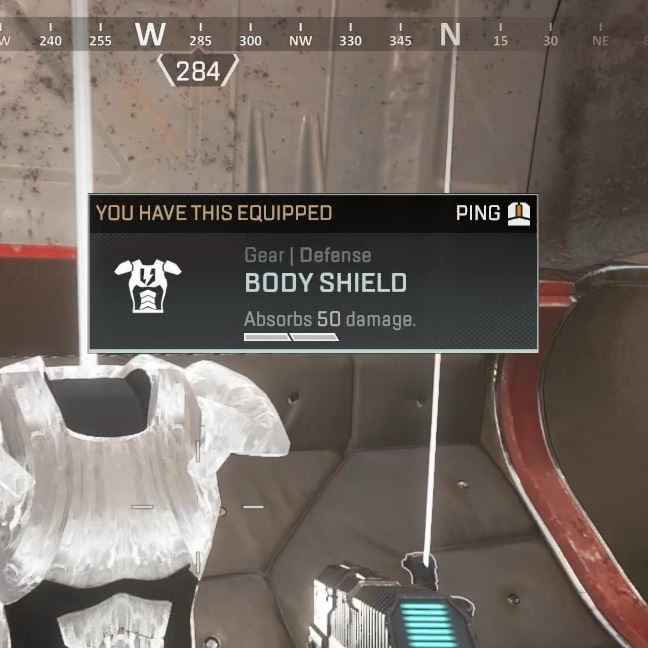 W 240 255 W 285 300 NW 330 345 N 15 30 NE
284
YOU HAVE THIS EQUIPPED PING
Gear | Defense
BODY SHIELD
Absorbs 50 damage.